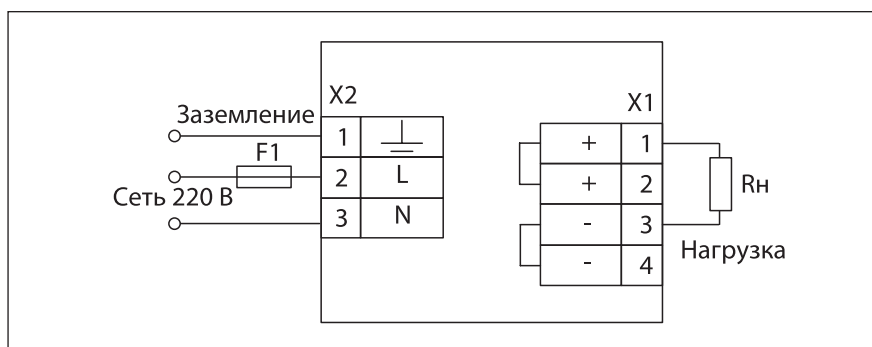 X2
X1
Заземление
1
F1
2 L
Сеть 220 В
3 N
+ 1
+ 2
Rн
- 3
- 4
Нагрузка